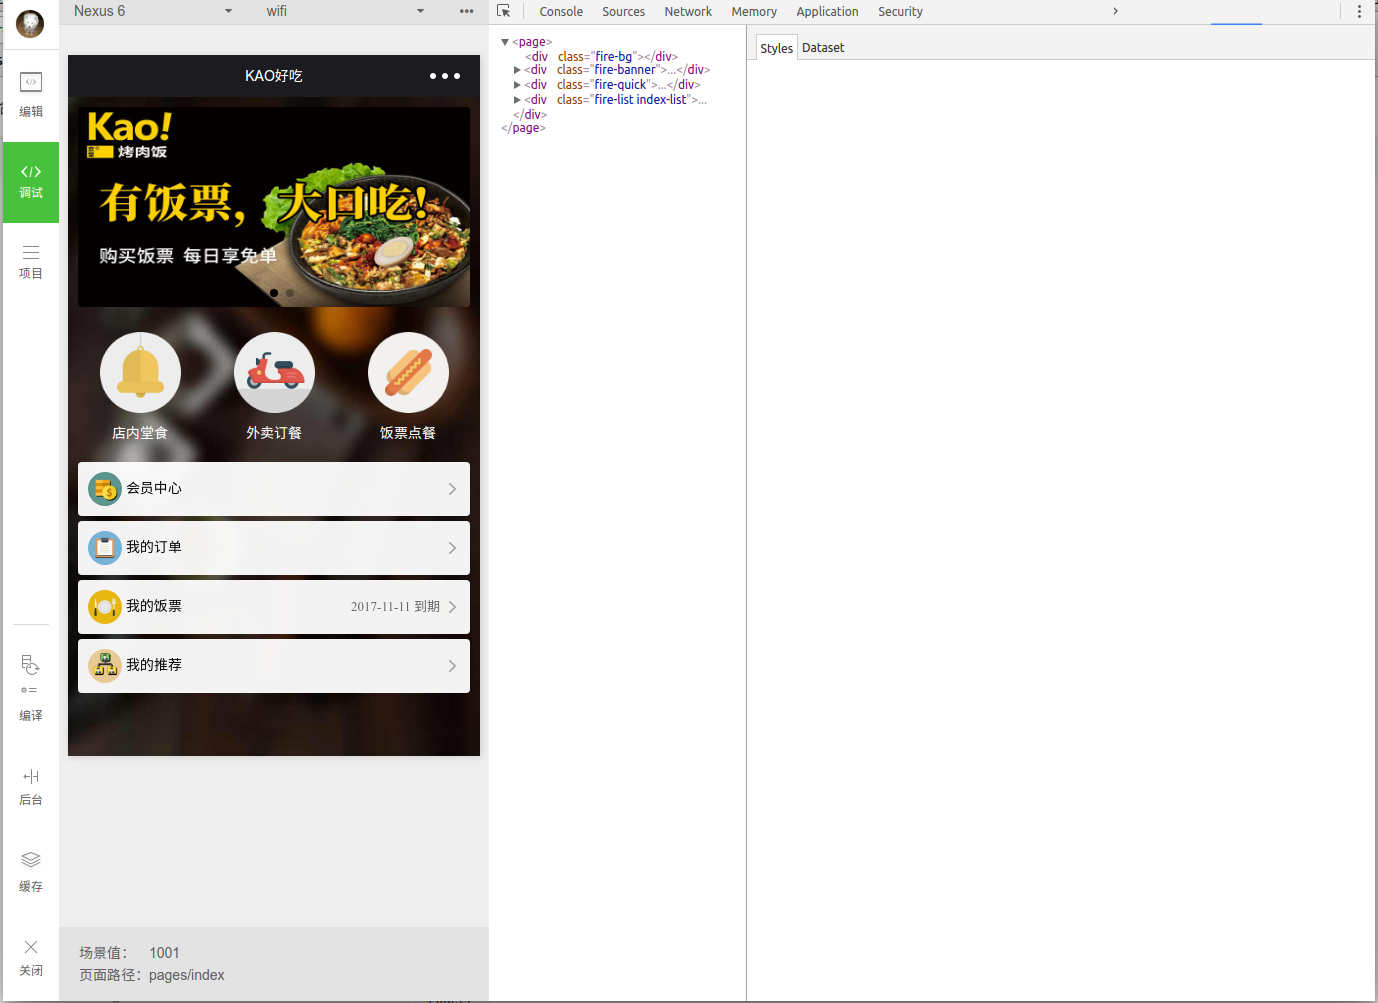 Nexus 6
wifi
Console
Sources
Network
Memory
Application
Security
编辑
调试
项目
编译
后台
缓存
关闭
KAO好吃
Kao!
烤肉饭
有饭票，大口吃!
购买饭票 每日享免单
店内堂食
外卖订餐
饭票点餐
会员中心
我的订单
我的饭票
2017-11-11 到期
我的推荐
场景值： 1001
页面路径：pages/index
<page>
<div class="fire-bg"></div>
<div class="fire-banner">...</div>
<div class="fire-quick">...</div>
<div class="fire-list index-list">...
</div>
</page>
Styles
Dataset